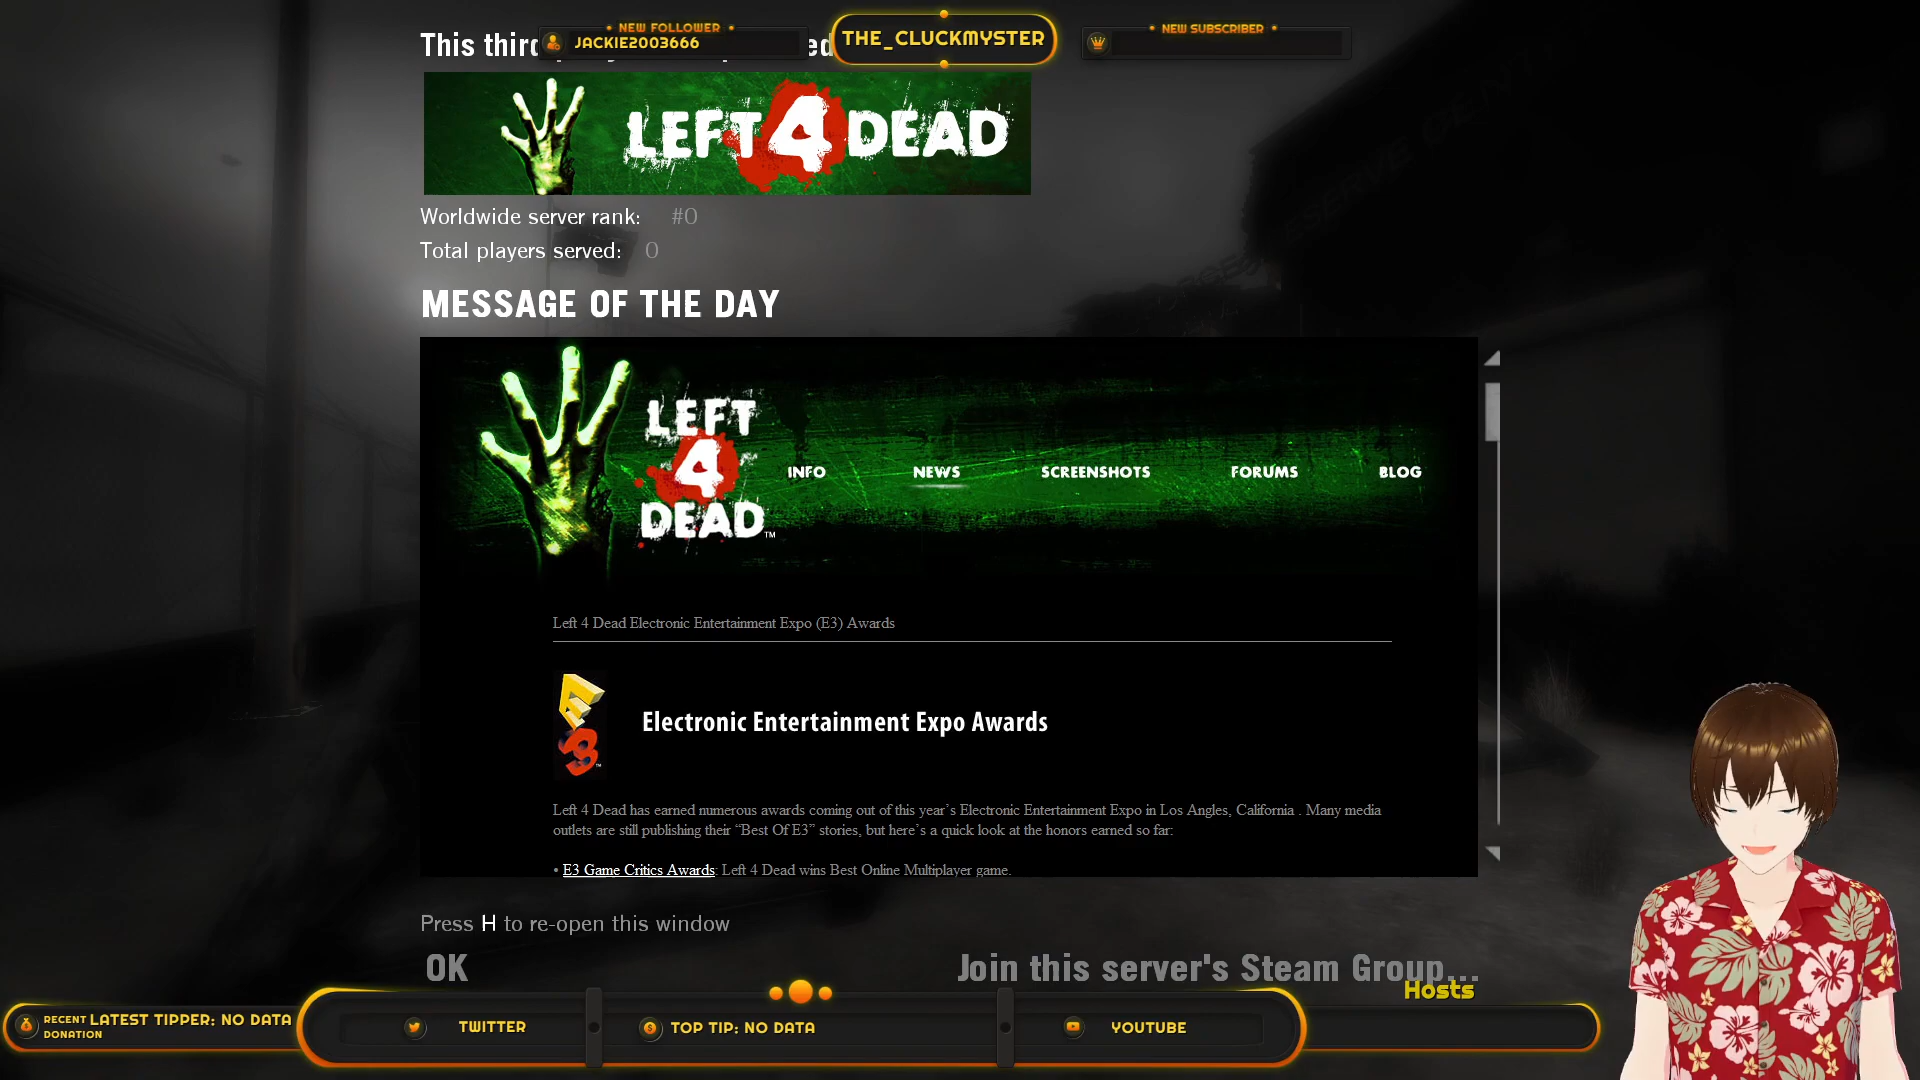 NEW FOLLOWER
JACKIE2003666
THE_CLUCKMYSTER
NEW SUBSCRIBER
This third
LEFT 4 DEAD
Worldwide server rank: #0
Total players served: 0
MESSAGE OF THE DAY
LEFT
4
DEAD™
INFO NEWS SCREENSHOTS FORUMS BLOG
Left 4 Dead Electronic Entertainment Expo (E3) Awards
E3
Electronic Entertainment Expo Awards
Left 4 Dead has earned numerous awards coming out of this year's Electronic Entertainment Expo in Los Angles, California . Many media
outlets are still publishing their “Best Of E3” stories, but here's a quick look at the honors earned so far:
• E3 Game Critics Awards: Left 4 Dead wins Best Online Multiplayer game.
Press H to re-open this window
OK Join this server's Steam Group...
Hosts
RECENT DONATION
LATEST TIPPER: NO DATA
TWITTER
TOP TIP: NO DATA
YOUTUBE